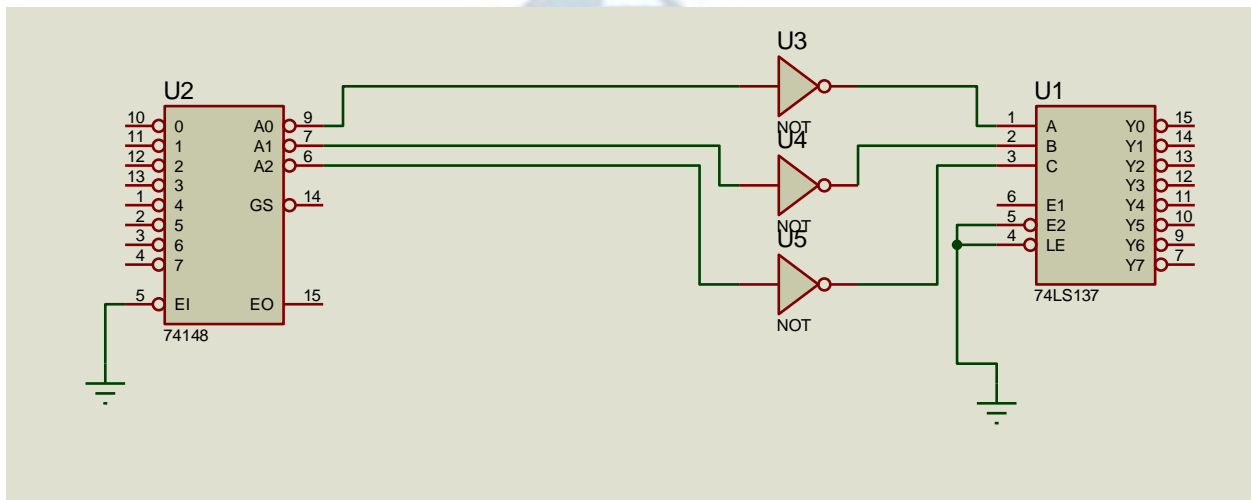 U2
10 0 A0 9
11 1 A1 7
12 2 A2 6
13 3
1 4 GS 14
2 5
3 6
4 7
5 EI EO 15
74148
U3
NOT
U4
NOT
U5
NOT
U1
1 A Y0 15
2 B Y1 14
3 C Y2 13
Y3 12
6 E1 Y4 11
5 E2 Y5 10
4 LE Y6 9
Y7 7
74LS137